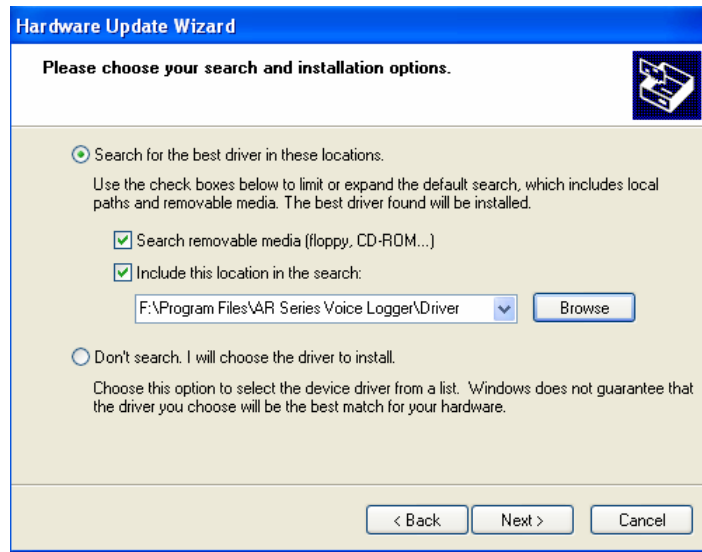 Hardware Update Wizard
Please choose your search and installation options.
Search for the best driver in these locations.
Use the check boxes below to limit or expand the default search, which includes local
paths and removable media. The best driver found will be installed.
Search removable media (floppy, CD-ROM...)
Include this location in the search:
F:\Program Files\AR Series Voice Logger\Driver
Browse
Don't search. I will choose the driver to install.
Choose this option to select the device driver from a list.  Windows does not guarantee that
the driver you choose will be the best match for your hardware.
< Back Next > Cancel